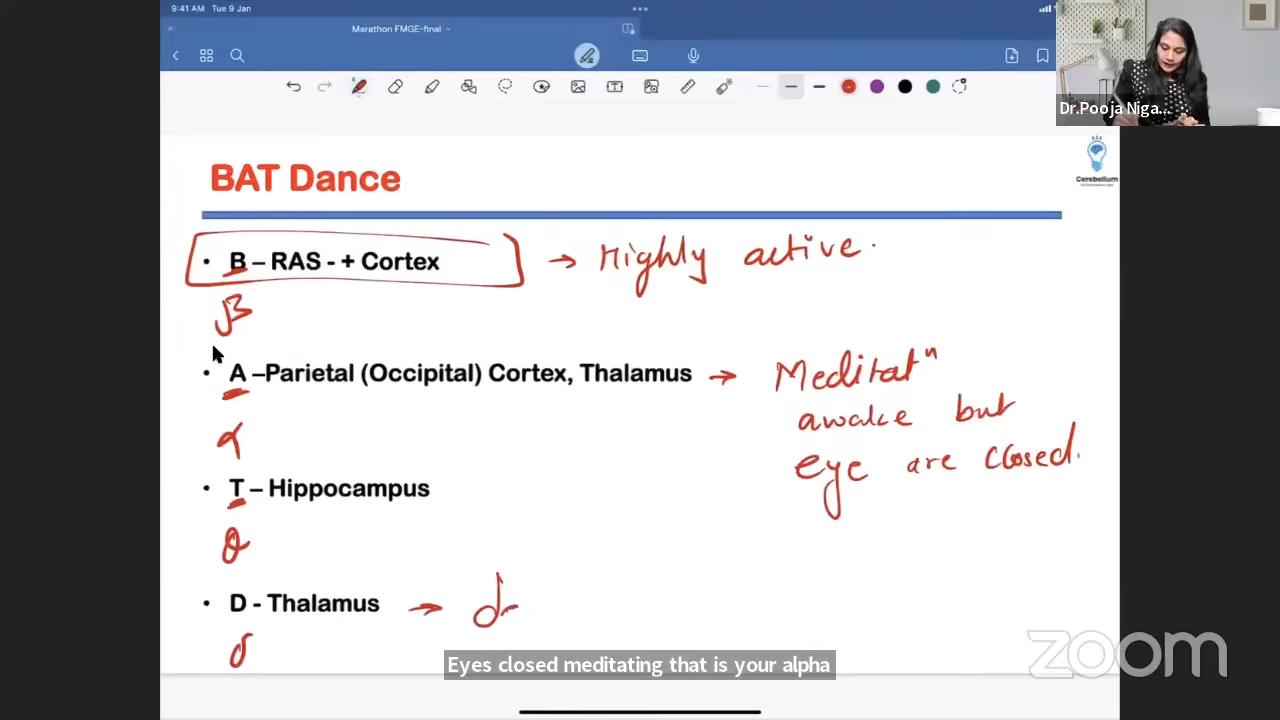 9:41 AM Tue 9 Jan
Marathon FMGE-final
Dr.Pooja Niga...
Cerebellum
BAT Dance
• B – RAS - + Cortex → Highly active.
β
• A –Parietal (Occipital) Cortex, Thalamus → Meditatⁿ
awake but
eye are closed.
α
• T – Hippocampus
θ
• D - Thalamus →
δ
Eyes closed meditating that is your alpha
zoom